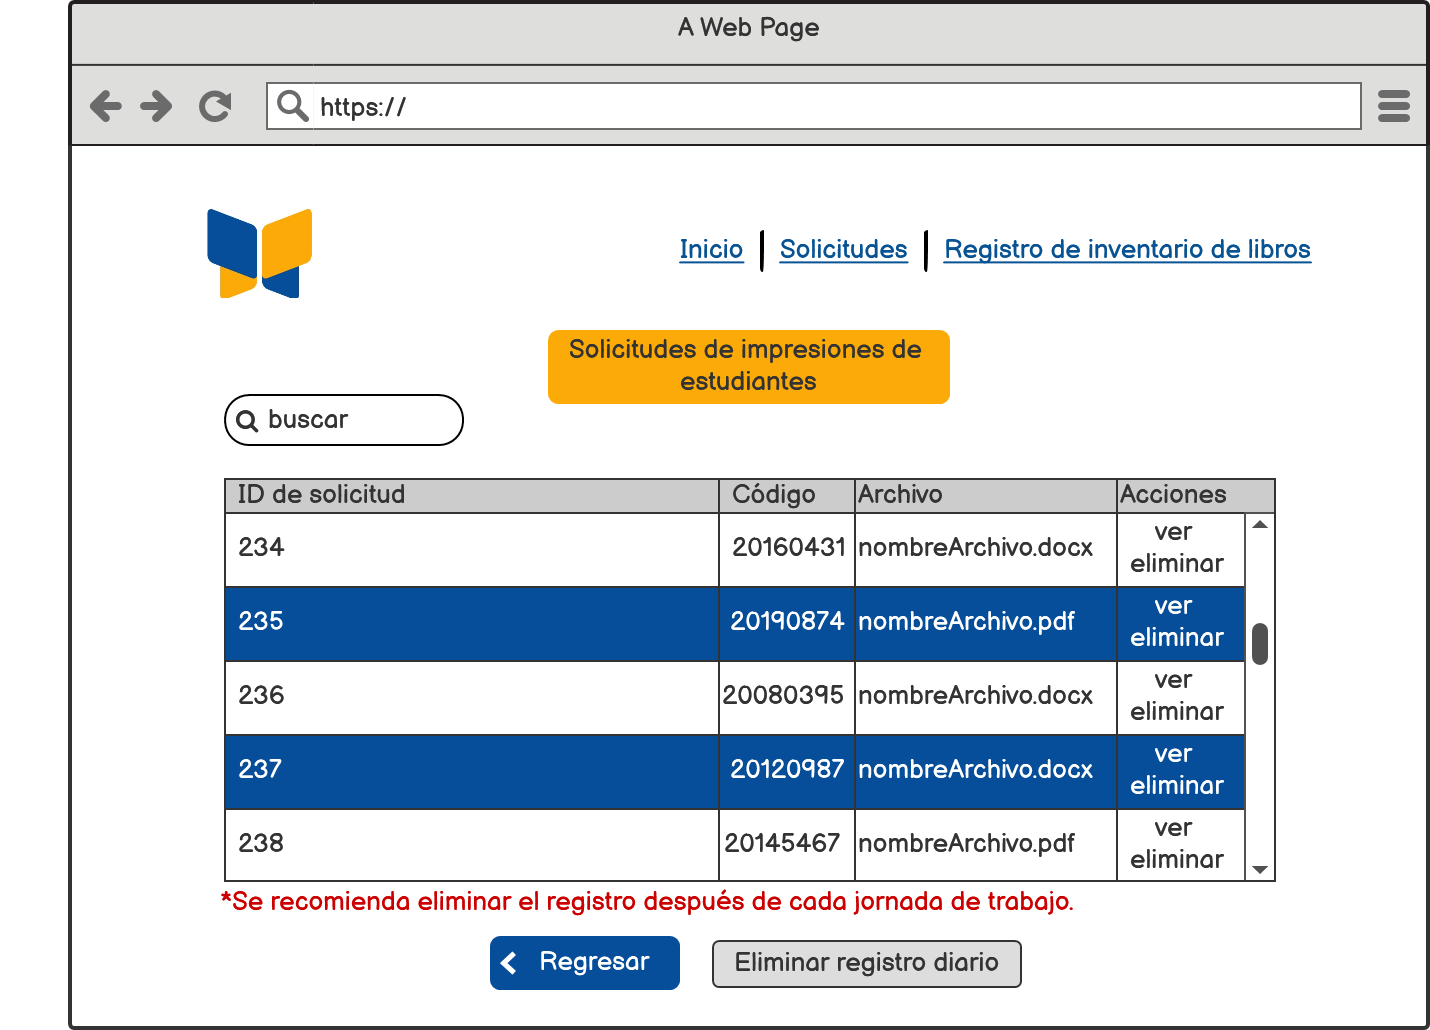 A Web Page
https://
Inicio Solicitudes Registro de inventario de libros
Solicitudes de impresiones de
estudiantes
buscar
ID de solicitud Código Archivo Acciones
234 20160431 nombreArchivo.docx ver
eliminar
235 20190874 nombreArchivo.pdf ver
eliminar
236 20080395 nombreArchivo.docx ver
eliminar
237 20120987 nombreArchivo.docx ver
eliminar
238 20145467 nombreArchivo.pdf ver
eliminar
*Se recomienda eliminar el registro después de cada jornada de trabajo.
Regresar Eliminar registro diario